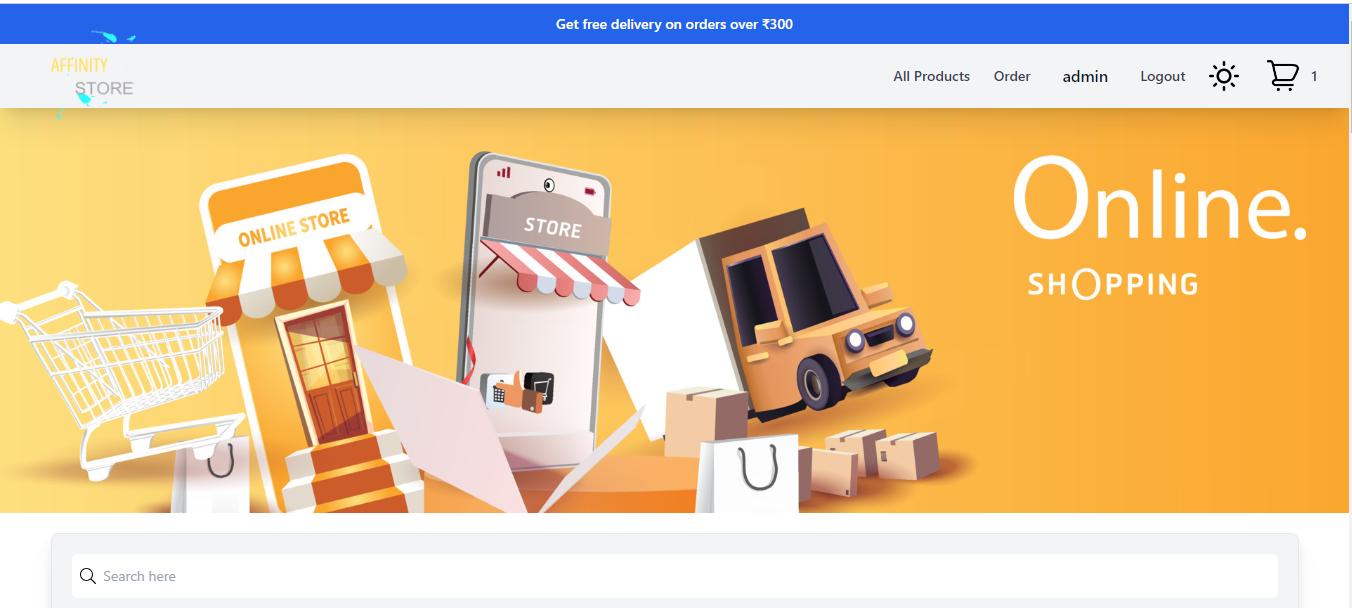 Get free delivery on orders over ₹300
AFFINITY
STORE
All Products Order admin Logout 1
ONLINE STORE
STORE
Online.
SHOPPING
Search here